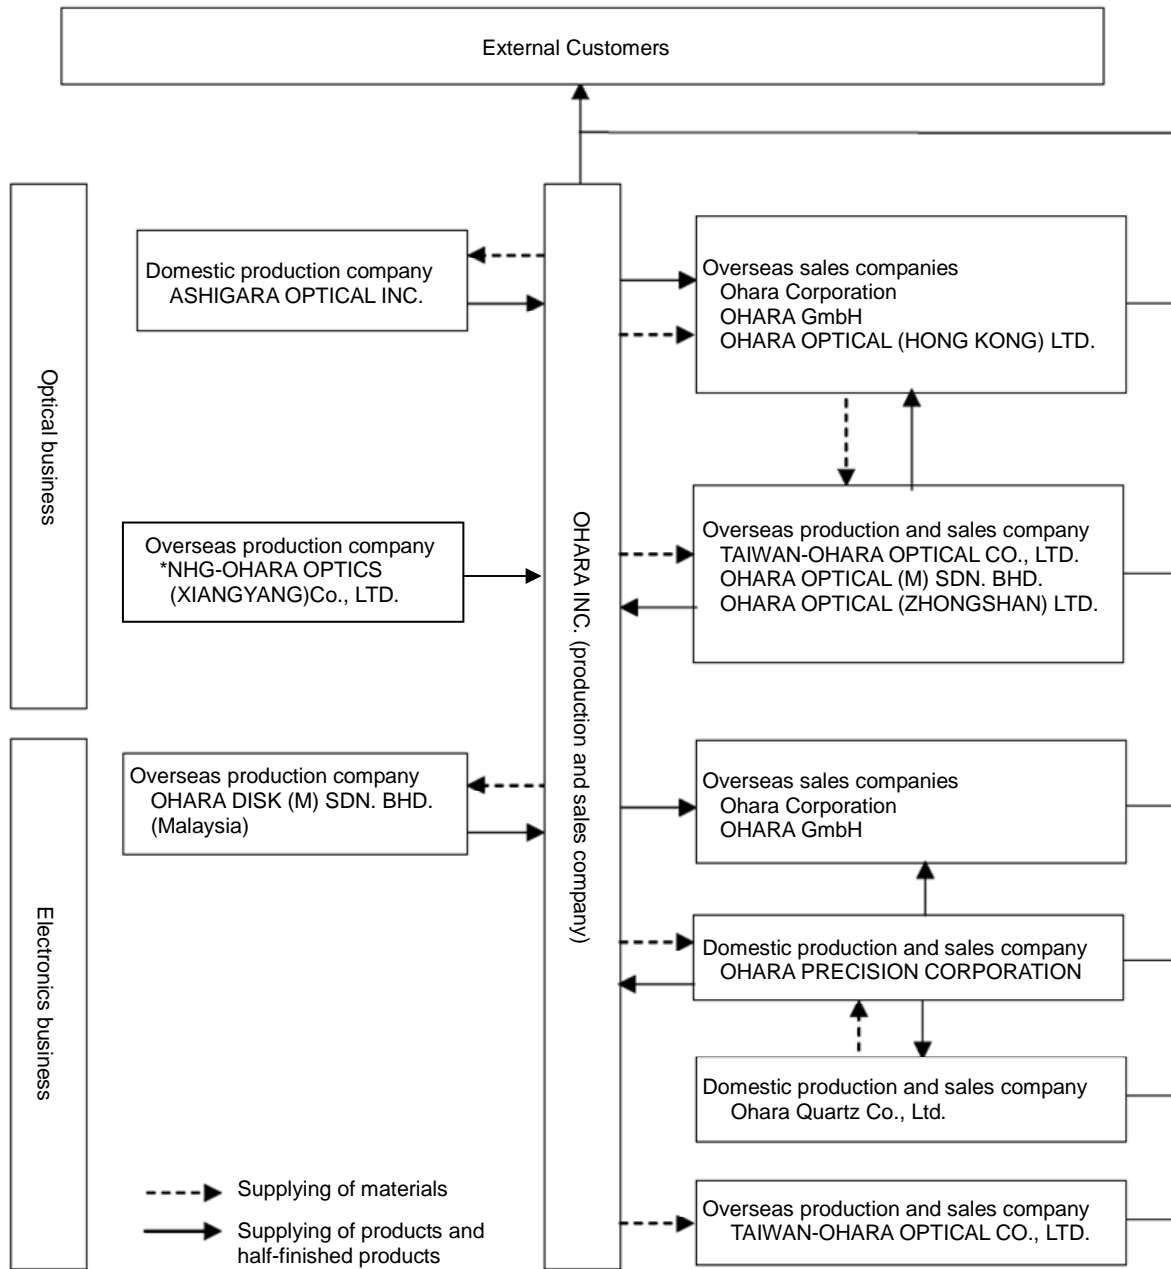 External Customers
Optical business
Domestic production company
ASHIGARA OPTICAL INC.
Overseas production company
*NHG-OHARA OPTICS
(XIANGYANG)Co., LTD.
OHARA INC. (production and sales company)
Overseas sales companies
Ohara Corporation
OHARA GmbH
OHARA OPTICAL (HONG KONG) LTD.
Overseas production and sales company
TAIWAN-OHARA OPTICAL CO., LTD.
OHARA OPTICAL (M) SDN. BHD.
OHARA OPTICAL (ZHONGSHAN) LTD.
Electronics business
Overseas production company
OHARA DISK (M) SDN. BHD.
(Malaysia)
Overseas sales companies
Ohara Corporation
OHARA GmbH
Domestic production and sales company
OHARA PRECISION CORPORATION
Domestic production and sales company
Ohara Quartz Co., Ltd.
Overseas production and sales company
TAIWAN-OHARA OPTICAL CO., LTD.
Supplying of materials
Supplying of products and
half-finished products